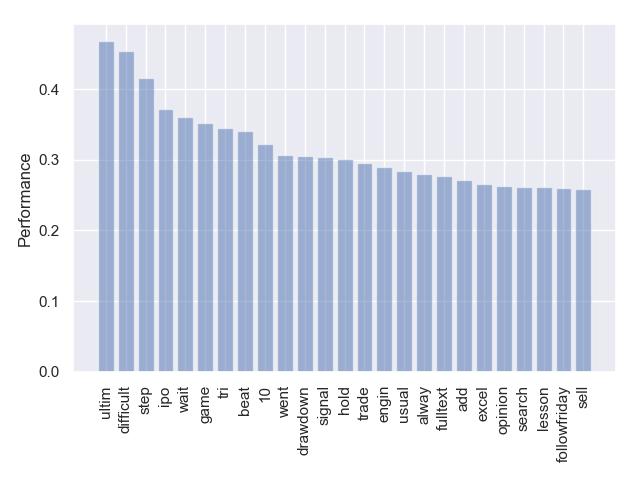 Performance
0.4
0.3
0.2
0.1
0.0
ultim
difficult
step
ipo
wait
game
tri
beat
10
went
drawdown
signal
hold
trade
engin
usual
alway
fulltext
add
excel
opinion
search
lesson
followfriday
sell